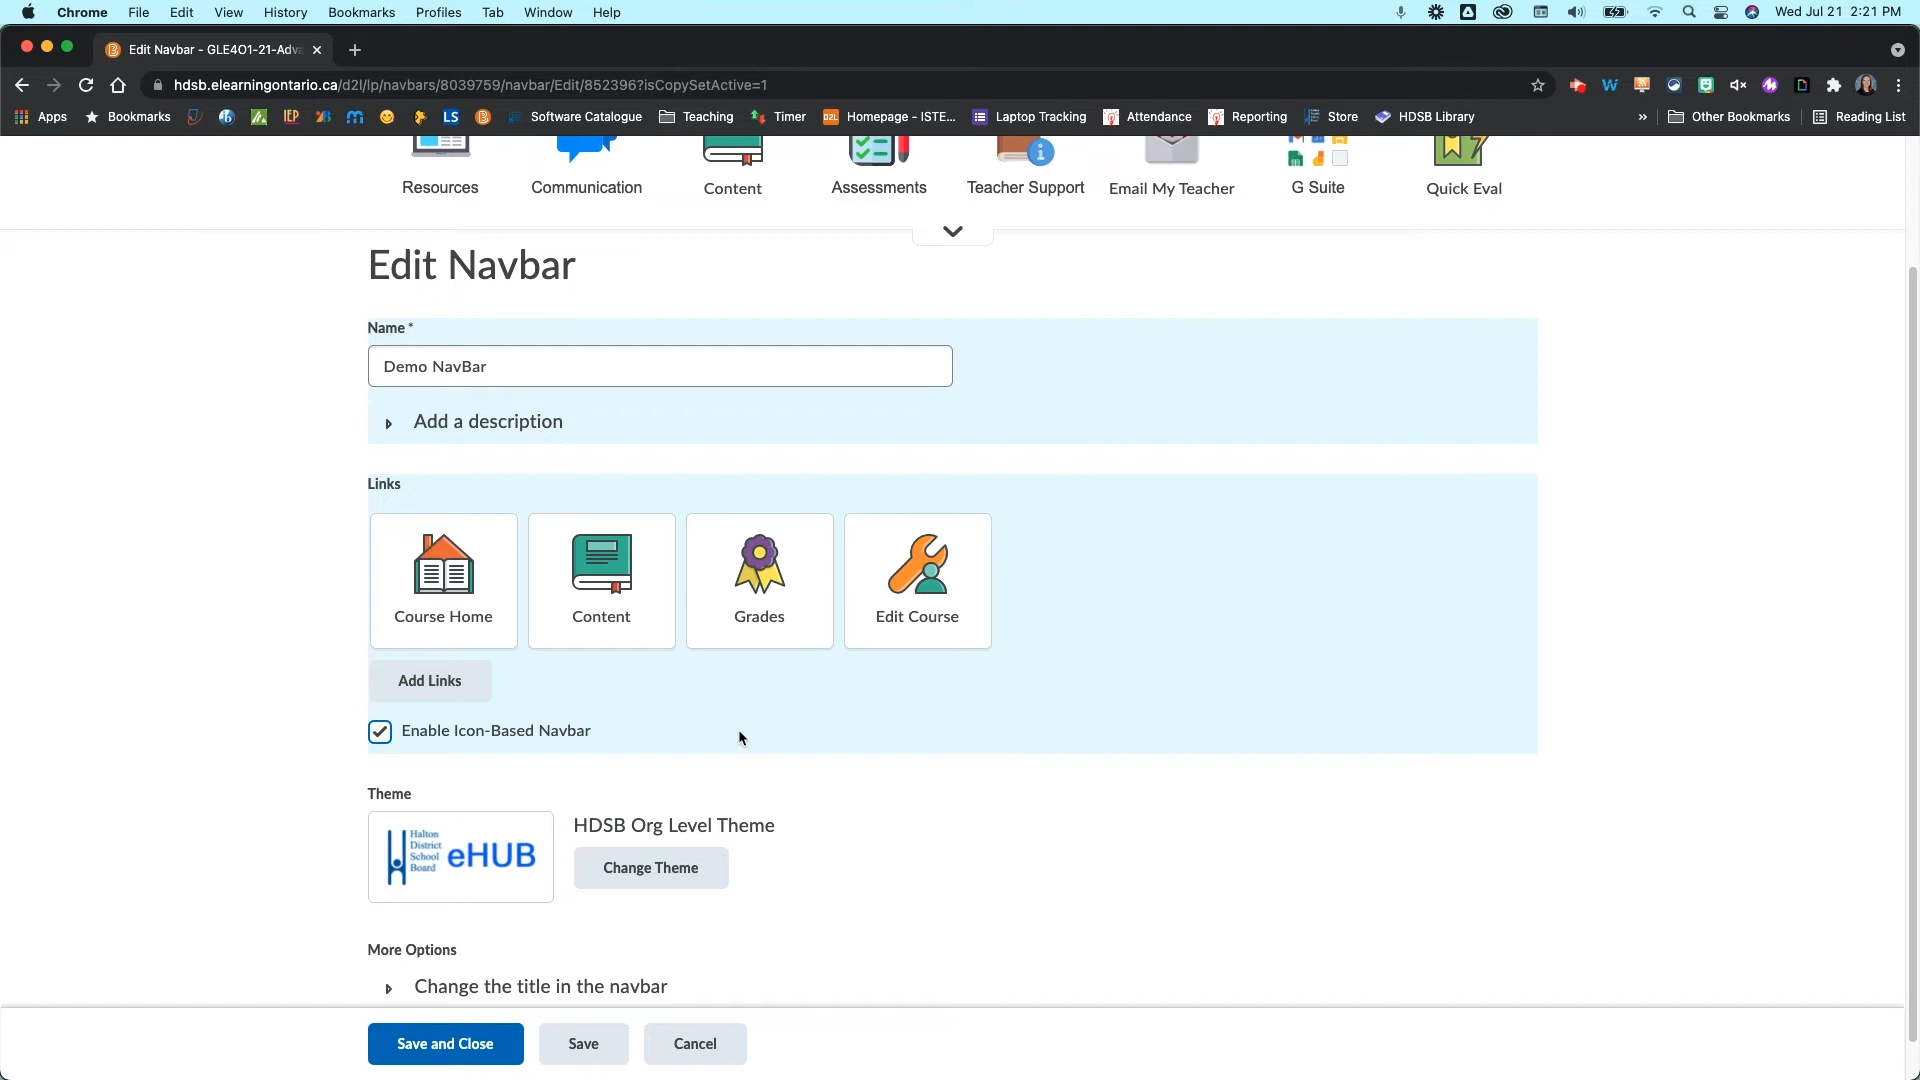 Chrome File Edit View History Bookmarks Profiles Tab Window Help Wed Jul 21 2:21 PM
Edit Navbar - GLE4O1-21-Adva
hdsb.elearningontario.ca/d2l/lp/navbars/8039759/navbar/Edit/852396?isCopySetActive=1
Apps Bookmarks IEP LS Software Catalogue Teaching Timer D2L Homepage - ISTE... Laptop Tracking Attendance Reporting Store HDSB Library » Other Bookmarks Reading List
Resources Communication Content Assessments Teacher Support Email My Teacher G Suite Quick Eval
Edit Navbar
Name *
Demo NavBar
Add a description
Links
Course Home Content Grades Edit Course
Add Links
Enable Icon-Based Navbar
Theme
Halton
District
School
Board
eHUB
HDSB Org Level Theme
Change Theme
More Options
Change the title in the navbar
Save and Close Save Cancel